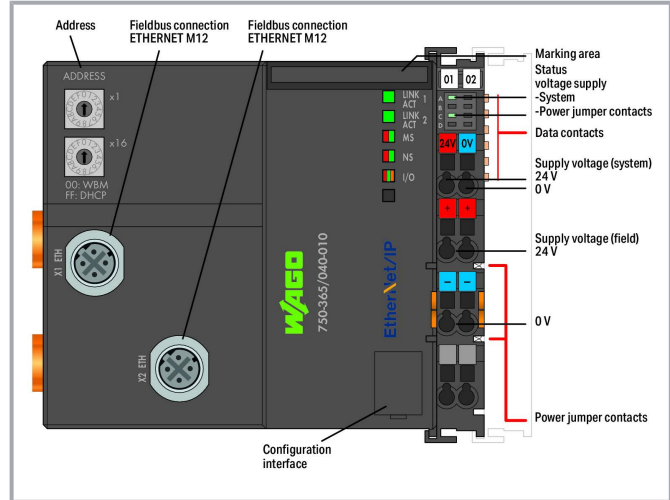 Address
Fieldbus connection
ETHERNET M12
Fieldbus connection
ETHERNET M12
ADDRESS
x1
x16
00: WBM
FF: DHCP
X1 ETH
X2 ETH
WAGO
750-365/040-010
EtherNet/IP
LINK
ACT 1
LINK
ACT 2
MS
NS
I/O
01 02
A
B
C
D
24V 0V
+ +
− −
Marking area
Status
voltage supply
-System
-Power jumper contacts
Data contacts
Supply voltage (system)
24 V
0 V
Supply voltage (field)
24 V
0 V
Power jumper contacts
Configuration
interface